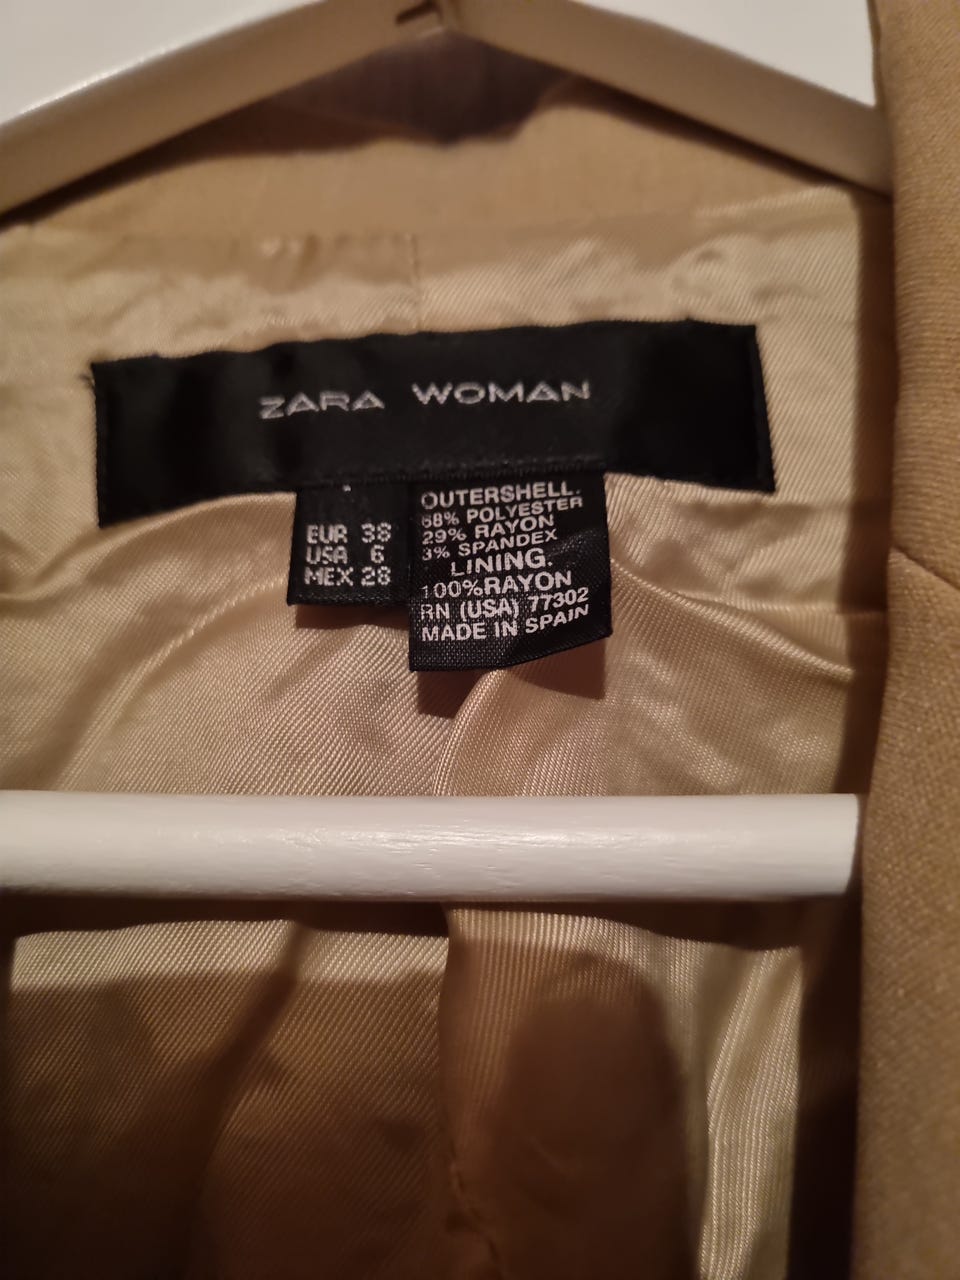 ZARA WOMAN
EUR 38
USA 6
MEX 28
OUTERSHELL.
68% POLYESTER
29% RAYON
3% SPANDEX
LINING.
100%RAYON
RN (USA) 77302
MADE IN SPAIN